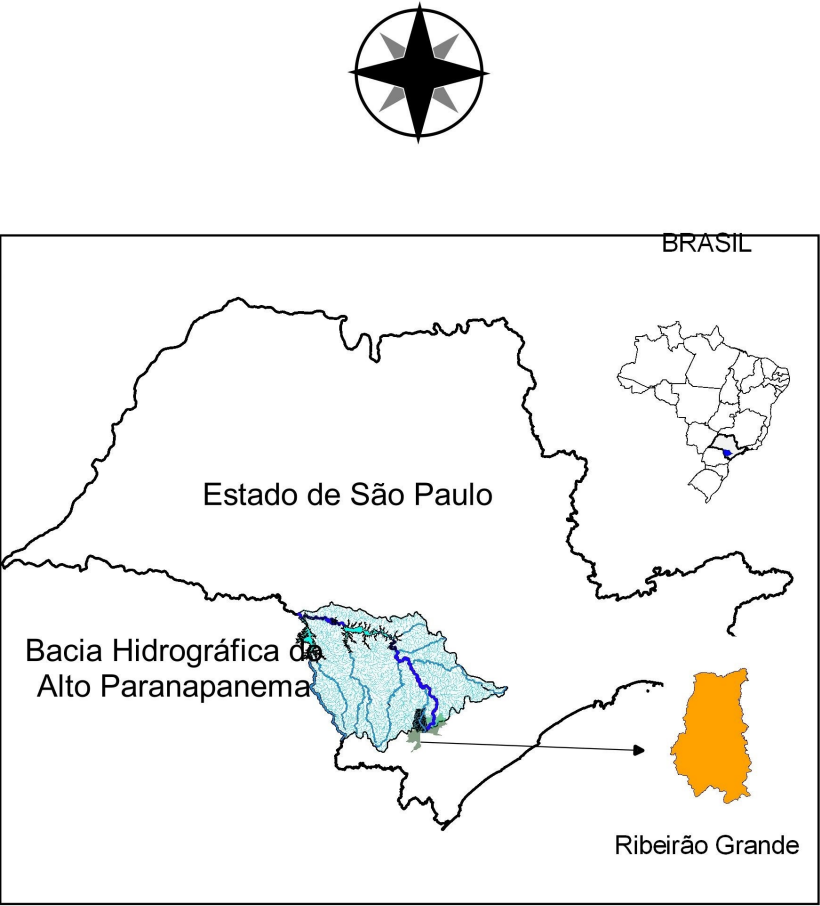 BRASIL
Estado de São Paulo
Bacia Hidrográfica do
Alto Paranapanema
Ribeirão Grande